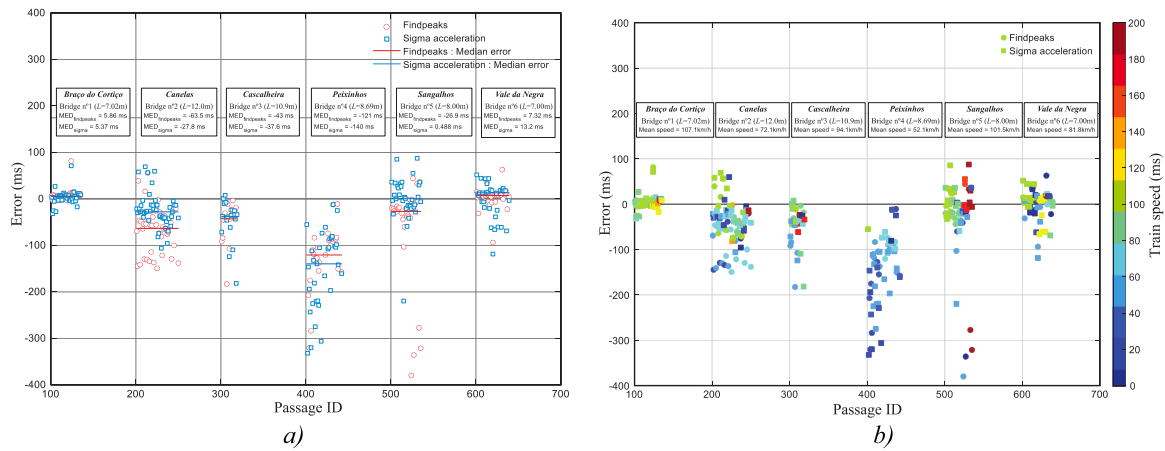 400
300
200
100
0
-100
-200
-300
-400
Error (ms)
100
200
300
400
500
600
700
Passage ID
Findpeaks
Sigma acceleration
Findpeaks : Median error
Sigma acceleration : Median error
Braço do Cortiço
Bridge nº1 (L=7.02m)
MEDfindpeaks = 5.86 ms
MEDsigma = 5.37 ms
Canelas
Bridge nº2 (L=12.0m)
MEDfindpeaks = -63.5 ms
MEDsigma = -27.8 ms
Cascalheira
Bridge nº3 (L=10.9m)
MEDfindpeaks = -43 ms
MEDsigma = -37.6 ms
Peixinhos
Bridge nº4 (L=8.69m)
MEDfindpeaks = -121 ms
MEDsigma = -140 ms
Sangalhos
Bridge nº5 (L=8.00m)
MEDfindpeaks = -26.9 ms
MEDsigma = 0.488 ms
Vale da Negra
Bridge nº6 (L=7.00m)
MEDfindpeaks = 7.32 ms
MEDsigma = 13.2 ms
a)
400
300
200
100
0
-100
-200
-300
-400
Error (ms)
100
200
300
400
500
600
700
Passage ID
Findpeaks
Sigma acceleration
Braço do Cortiço
Bridge nº1 (L=7.02m)
Mean speed = 107.1km/h
Canelas
Bridge nº2 (L=12.0m)
Mean speed = 72.1km/h
Cascalheira
Bridge nº3 (L=10.9m)
Mean speed = 94.1km/h
Peixinhos
Bridge nº4 (L=8.69m)
Mean speed = 52.1km/h
Sangalhos
Bridge nº5 (L=8.00m)
Mean speed = 101.5km/h
Vale da Negra
Bridge nº6 (L=7.00m)
Mean speed = 81.8km/h
200
180
160
140
120
100
80
60
40
20
0
Train speed (ms)
b)